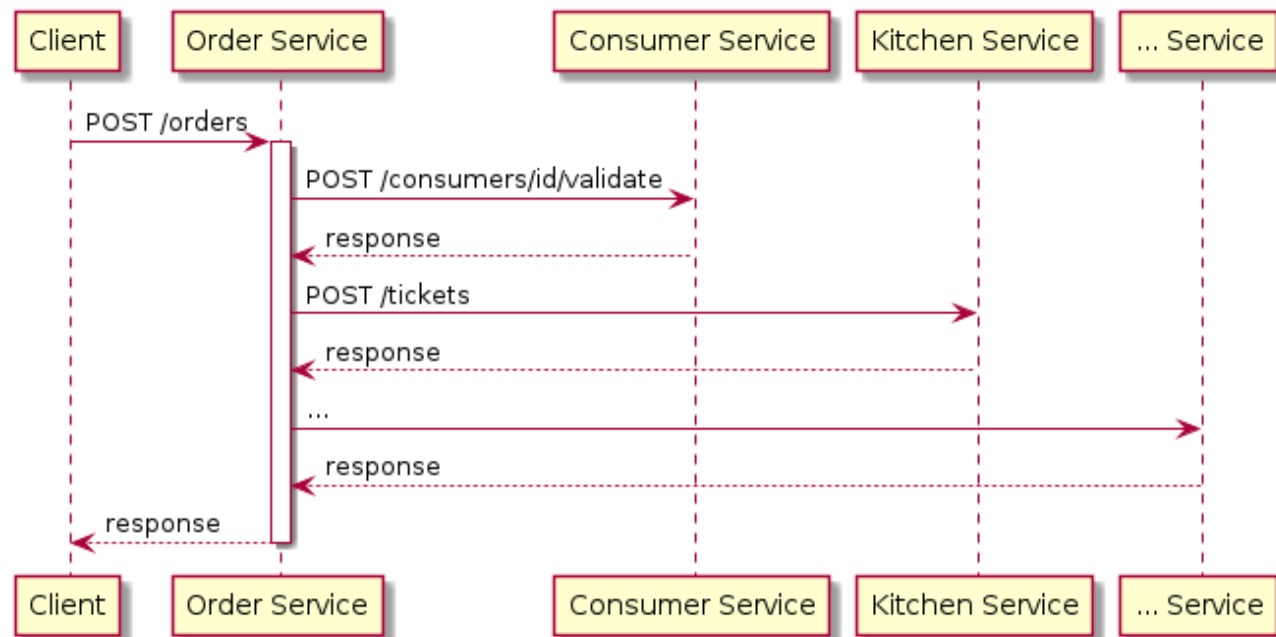 Client
Order Service
Consumer Service
Kitchen Service
... Service
POST /orders
POST /consumers/id/validate
response
POST /tickets
response
...
response
response
Client
Order Service
Consumer Service
Kitchen Service
... Service